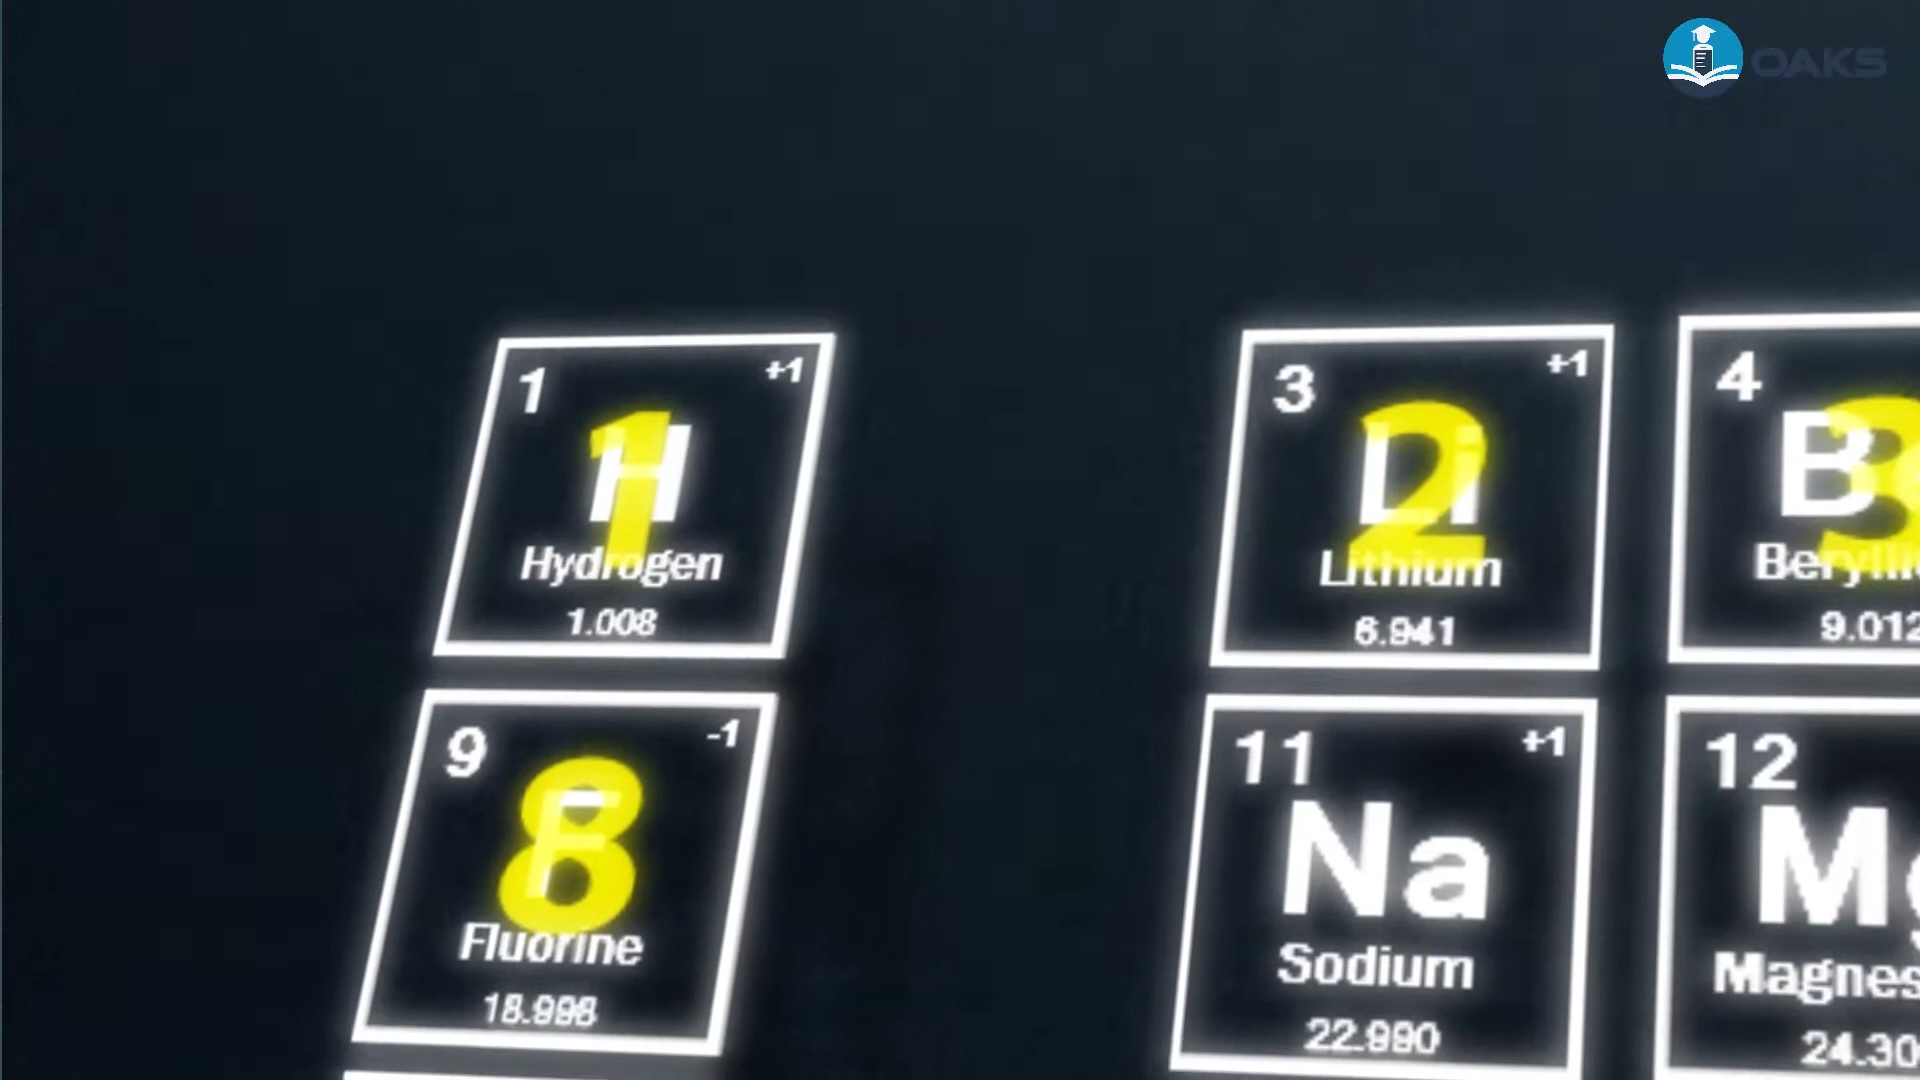 OAKS
1 +1
1
H
Hydrogen
1.008
3 +1
2
Li
Lithium
6.941
4
3
B
9.012
9 -1
8
F
Fluorine
18.998
11 +1
Na
Sodium
22.990
12
M
Magnes
24.30